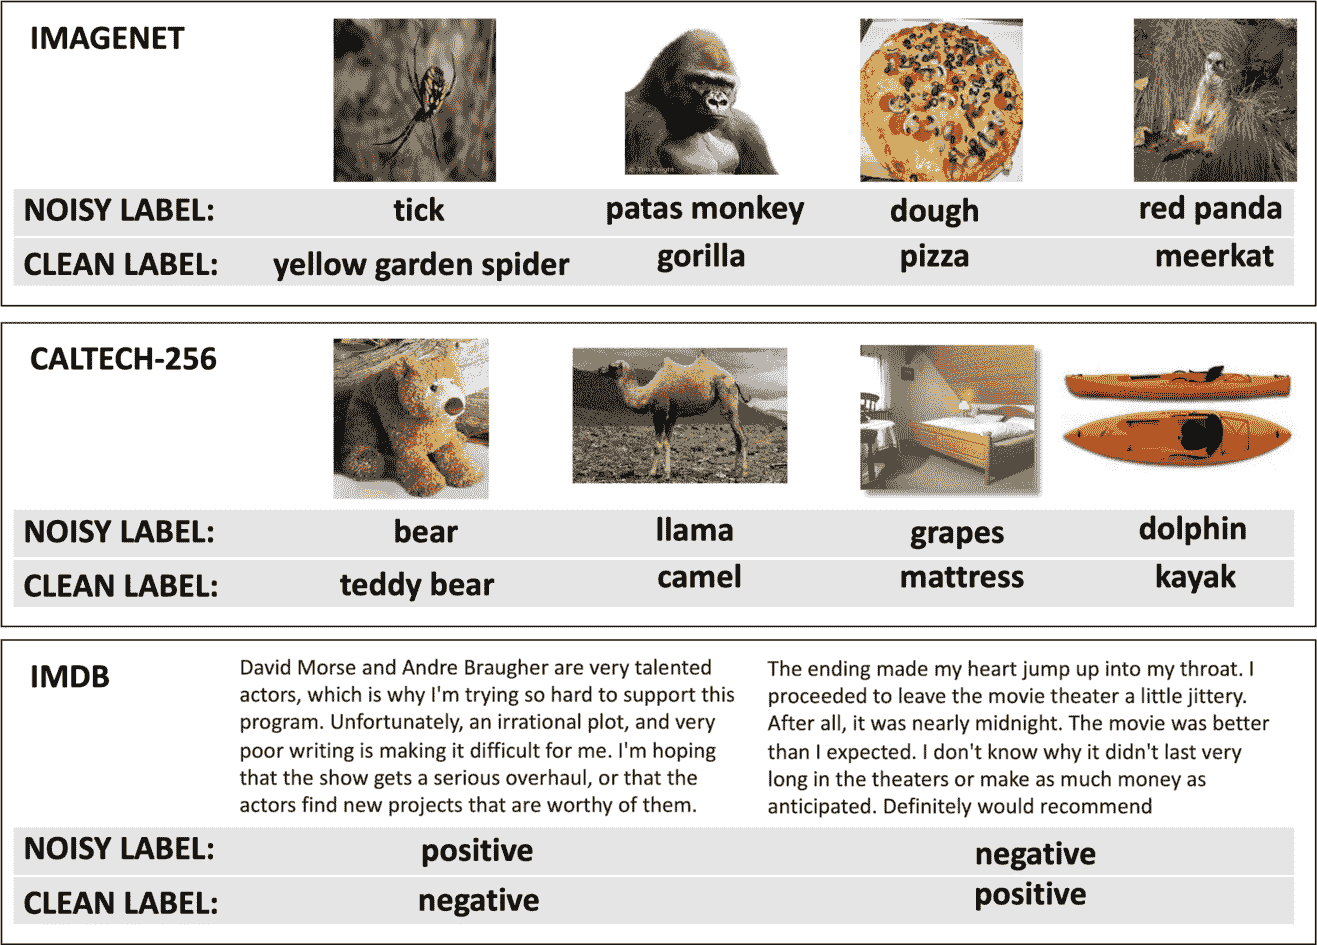 IMAGENET
© Tim Knight
NOISY LABEL: tick patas monkey dough red panda
CLEAN LABEL: yellow garden spider gorilla pizza meerkat
CALTECH-256
NOISY LABEL: bear llama grapes dolphin
CLEAN LABEL: teddy bear camel mattress kayak
IMDB
David Morse and Andre Braugher are very talented
actors, which is why I'm trying so hard to support this
program. Unfortunately, an irrational plot, and very
poor writing is making it difficult for me. I'm hoping
that the show gets a serious overhaul, or that the
actors find new projects that are worthy of them.
The ending made my heart jump up into my throat. I
proceeded to leave the movie theater a little jittery.
After all, it was nearly midnight. The movie was better
than I expected. I don't know why it didn't last very
long in the theaters or make as much money as
anticipated. Definitely would recommend
NOISY LABEL: positive negative
CLEAN LABEL: negative positive